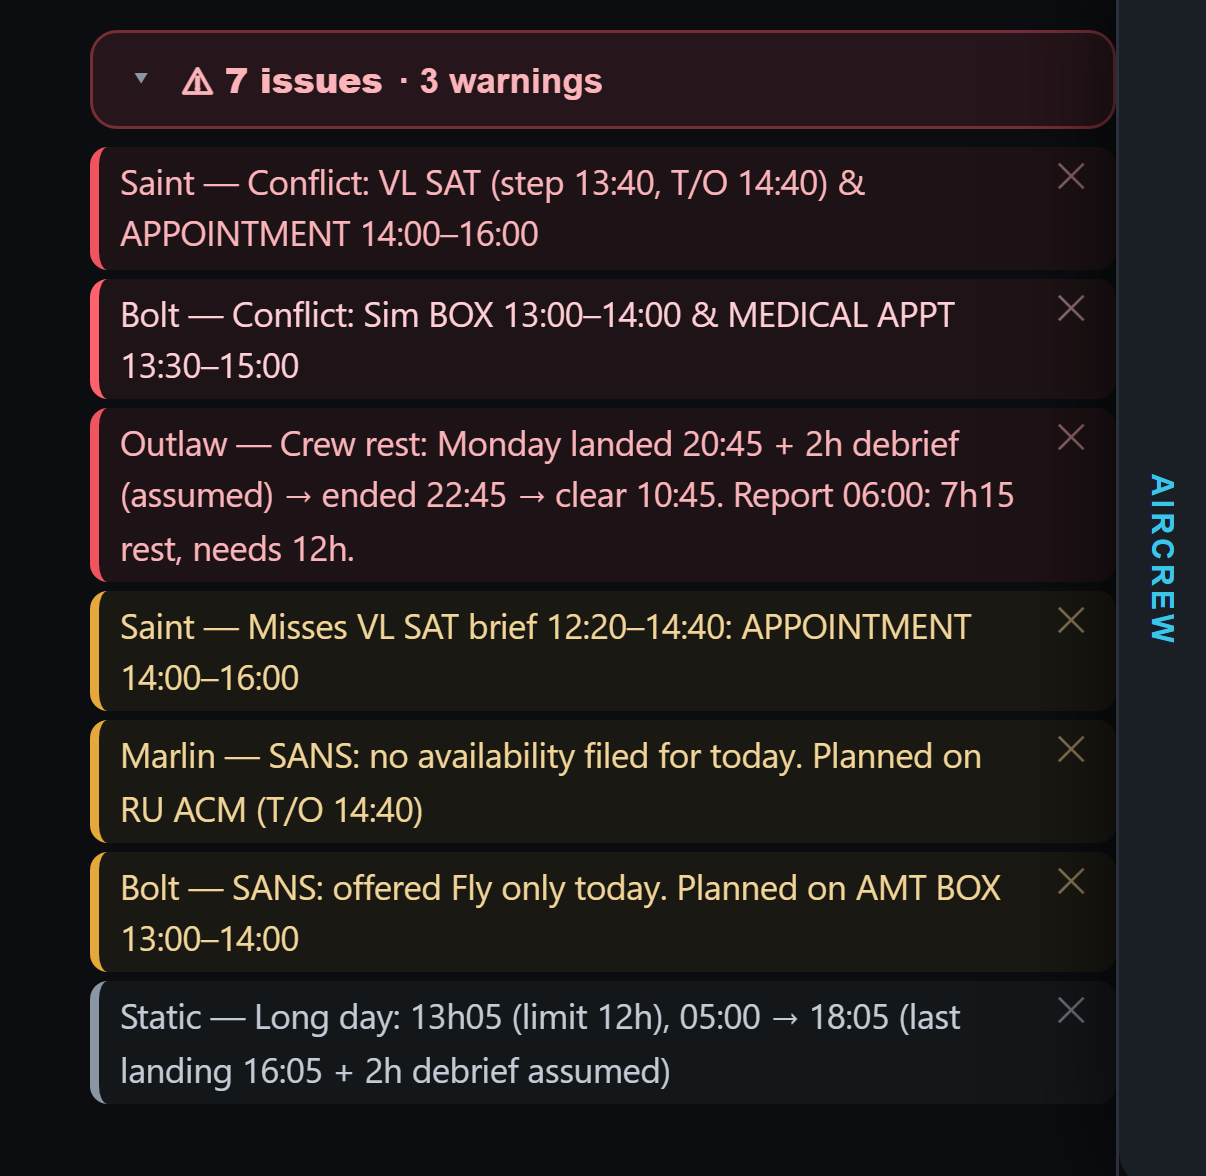 ▼ ⚠ 7 issues · 3 warnings
Saint — Conflict: VL SAT (step 13:40, T/O 14:40) &
APPOINTMENT 14:00–16:00
Bolt — Conflict: Sim BOX 13:00–14:00 & MEDICAL APPT
13:30–15:00
Outlaw — Crew rest: Monday landed 20:45 + 2h debrief
(assumed) → ended 22:45 → clear 10:45. Report 06:00: 7h15
rest, needs 12h.
Saint — Misses VL SAT brief 12:20–14:40: APPOINTMENT
14:00–16:00
Marlin — SANS: no availability filed for today. Planned on
RU ACM (T/O 14:40)
Bolt — SANS: offered Fly only today. Planned on AMT BOX
13:00–14:00
Static — Long day: 13h05 (limit 12h), 05:00 → 18:05 (last
landing 16:05 + 2h debrief assumed)
AIRCREW